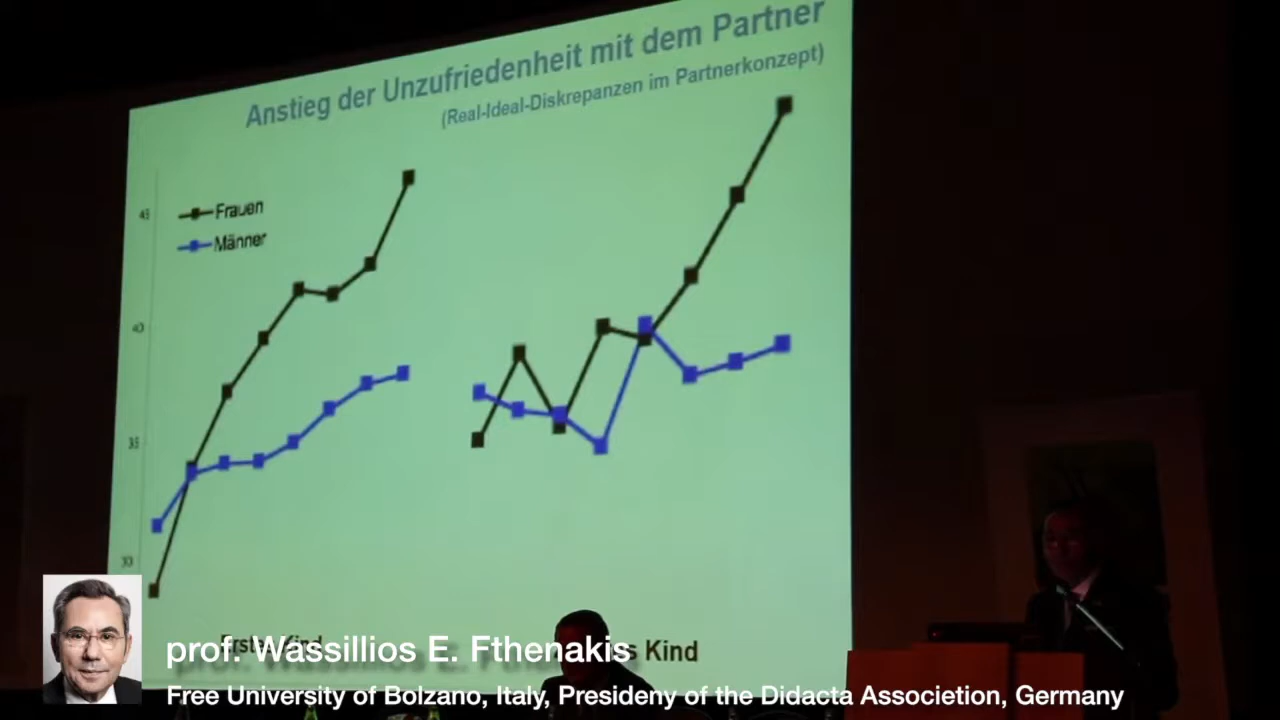 Anstieg der Unzufriedenheit mit dem Partner
(Real-Ideal-Diskrepanzen im Partnerkonzept)
45
Frauen
Männer
40
35
30
Kind
prof. Wassillios E. Fthenakis
Free University of Bolzano, Italy, Presideny of the Didacta Associetion, Germany